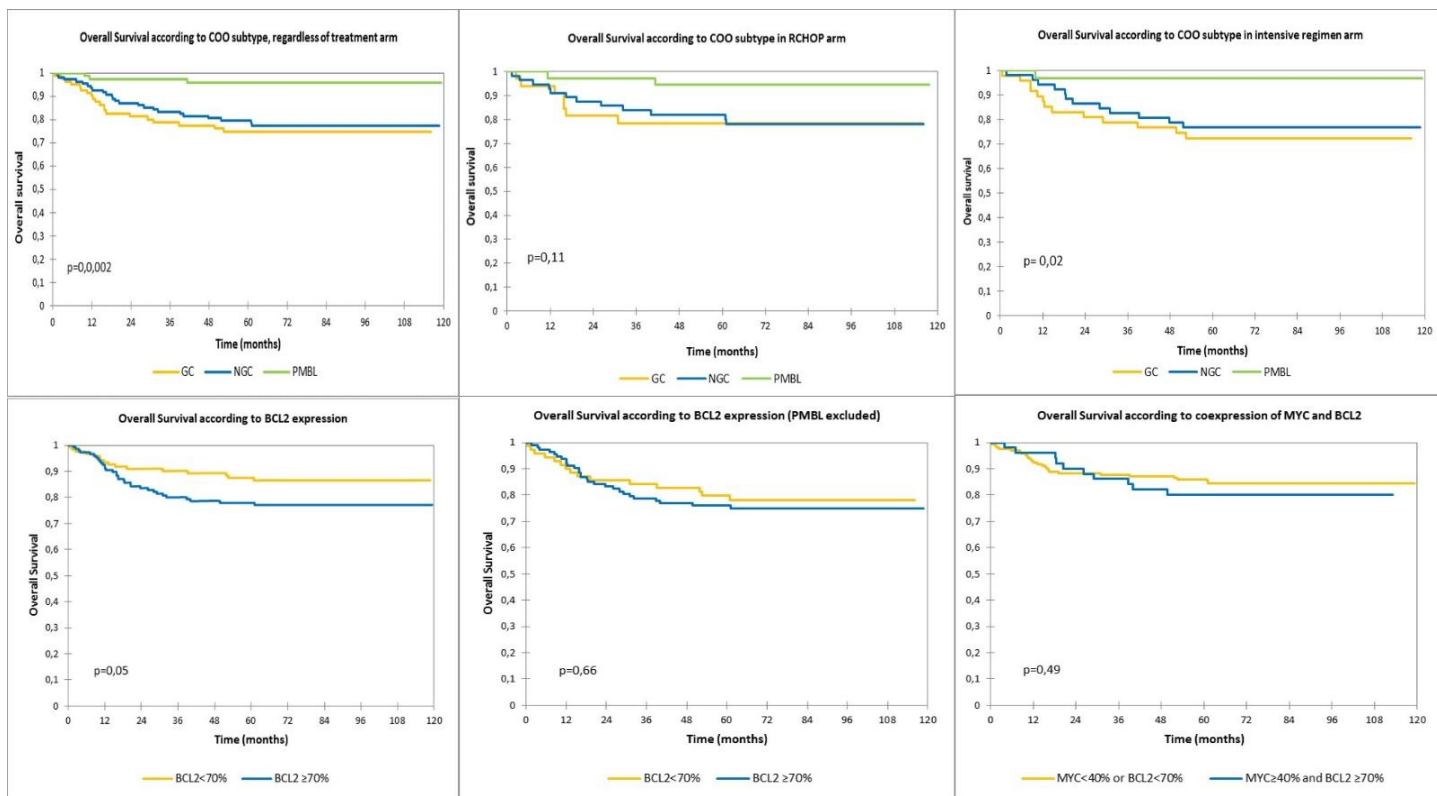 Overall Survival according to COO subtype, regardless of treatment arm
1
0,9
0,8
0,7
0,6
0,5
0,4
0,3
0,2
0,1
0
Overall survival
p=0,0,002
0 12 24 36 48 60 72 84 96 108 120
Time (months)
GC NGC PMBL
Overall Survival according to COO subtype in RCHOP arm
1
0,9
0,8
0,7
0,6
0,5
0,4
0,3
0,2
0,1
0
Overall survival
p=0,11
0 12 24 36 48 60 72 84 96 108 120
Time (months)
GC NGC PMBL
Overall Survival according to COO subtype in intensive regimen arm
1
0,9
0,8
0,7
0,6
0,5
0,4
0,3
0,2
0,1
0
Overall survival
p= 0,02
0 12 24 36 48 60 72 84 96 108 120
Time (months)
GC NGC PMBL
Overall Survival according to BCL2 expression
1
0,9
0,8
0,7
0,6
0,5
0,4
0,3
0,2
0,1
0
Overall Survival
p=0,05
0 12 24 36 48 60 72 84 96 108 120
Time (months)
BCL2<70% BCL2 ≥70%
Overall Survival according to BCL2 expression (PMBL excluded)
1
0,9
0,8
0,7
0,6
0,5
0,4
0,3
0,2
0,1
0
Overall Survival
p=0,66
0 12 24 36 48 60 72 84 96 108 120
Time (months)
BCL2<70% BCL2 ≥70%
Overall Survival according to coexpression of MYC and BCL2
1
0,9
0,8
0,7
0,6
0,5
0,4
0,3
0,2
0,1
0
Overall Survival
p=0,49
0 12 24 36 48 60 72 84 96 108 120
Time (months)
MYC<40% or BCL2<70% MYC≥40% and BCL2 ≥70%